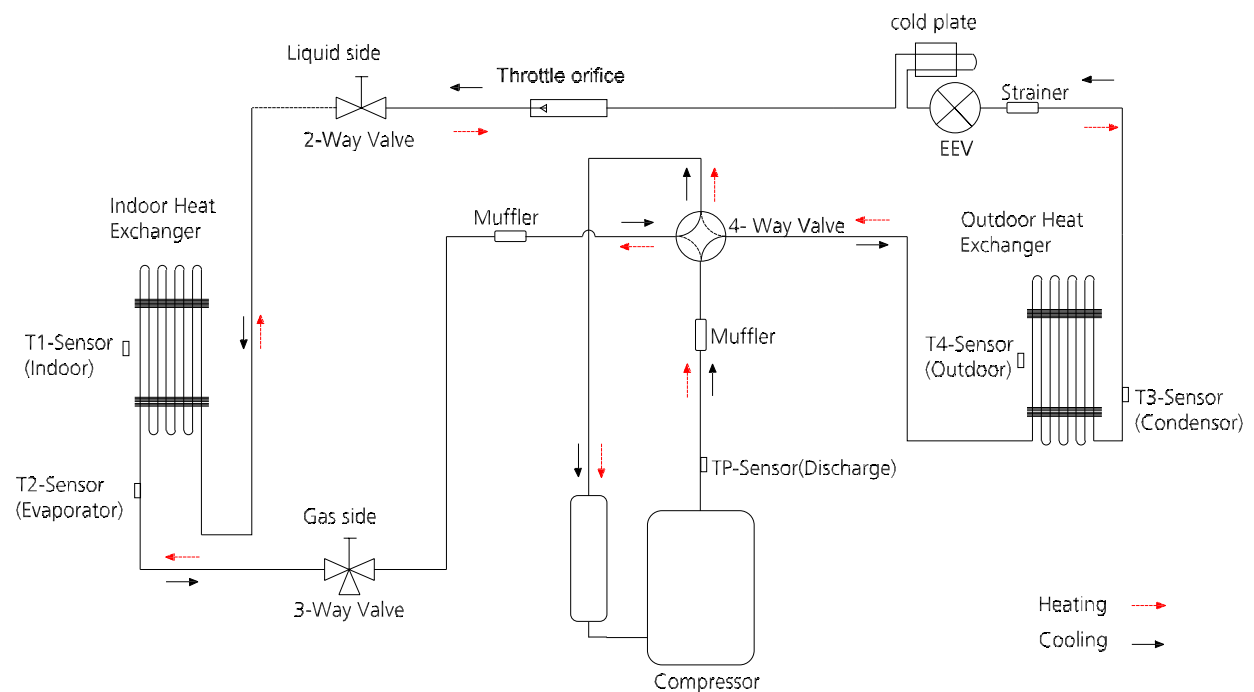 cold plate
Liquid side
Throttle orifice
Strainer
2-Way Valve
EEV
Indoor Heat
Exchanger
Muffler
4- Way Valve
Outdoor Heat
Exchanger
T1-Sensor
(Indoor)
Muffler
T4-Sensor
(Outdoor)
T3-Sensor
(Condensor)
TP-Sensor(Discharge)
T2-Sensor
(Evaporator)
Gas side
3-Way Valve
Heating
Cooling
Compressor